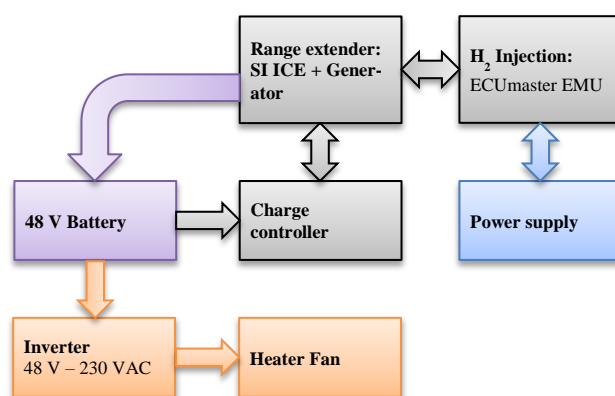 Range extender:
SI ICE + Gener-
ator
H₂ Injection:
ECUmaster EMU
48 V Battery
Charge
controller
Power supply
Inverter
48 V – 230 VAC
Heater Fan